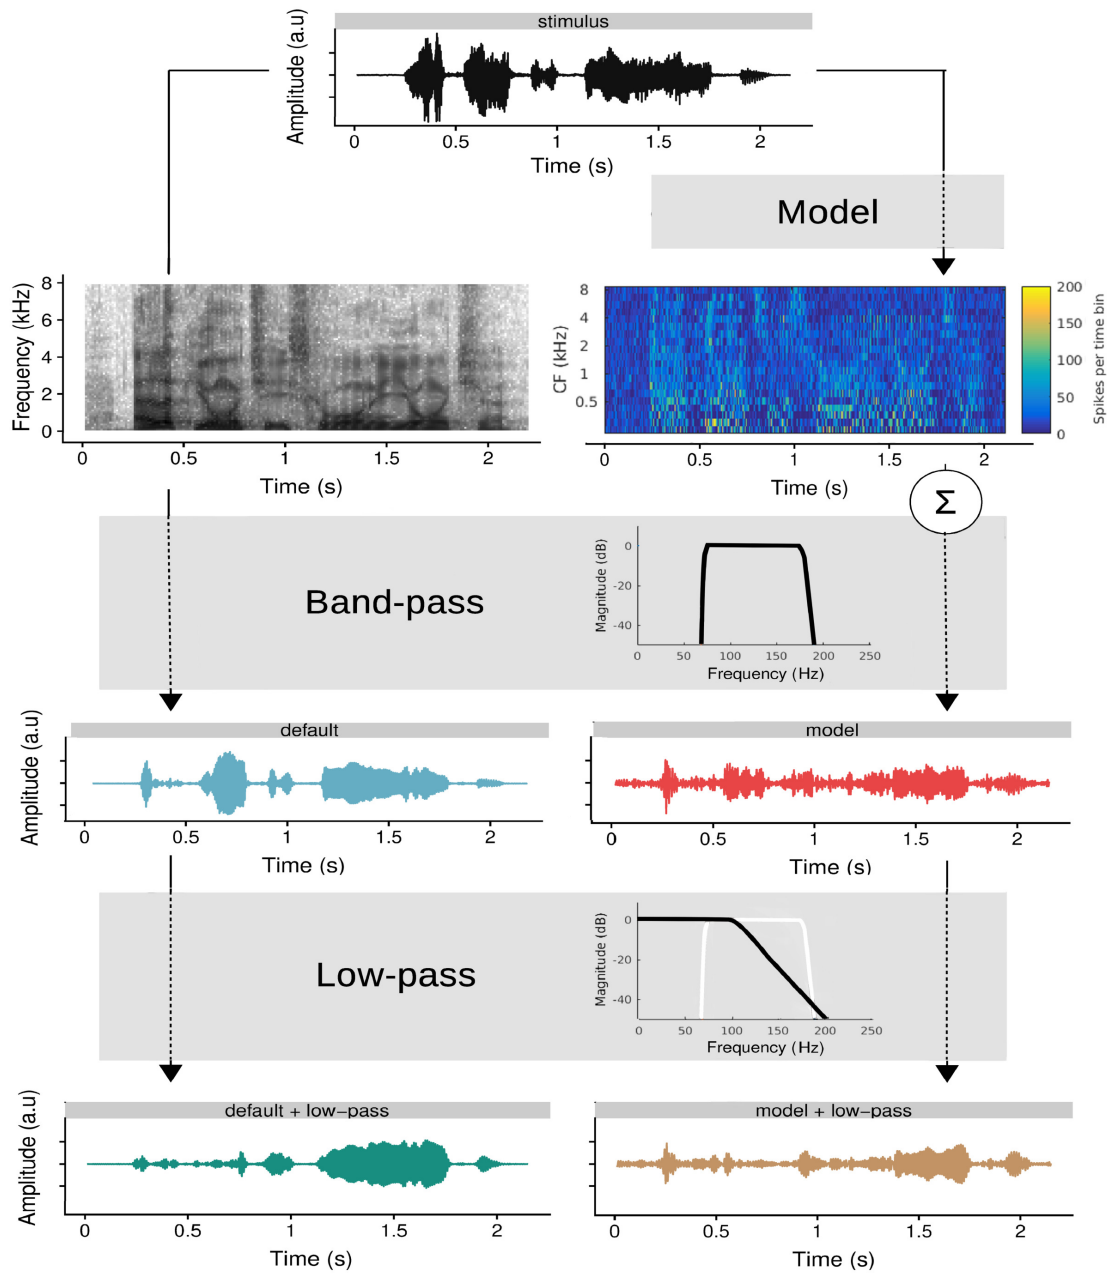 stimulus
Amplitude (a.u)
0 0.5 1 1.5 2
Time (s)
Model
Frequency (kHz)
8
6
4
2
0
0 0.5 1 1.5 2
Time (s)
CF (kHz)
8
4
2
1
0.5
0 0.5 1 1.5 2
Time (s)
200
150
100
50
0
Spikes per time bin
Σ
Band-pass
Magnitude (dB)
0
-20
-40
0 50 100 150 200 250
Frequency (Hz)
default
Amplitude (a.u)
0 0.5 1 1.5 2
Time (s)
model
0 0.5 1 1.5 2
Time (s)
Low-pass
Magnitude (dB)
0
-20
-40
0 50 100 150 200 250
Frequency (Hz)
default + low−pass
Amplitude (a.u)
0 0.5 1 1.5 2
Time (s)
model + low−pass
0 0.5 1 1.5 2
Time (s)